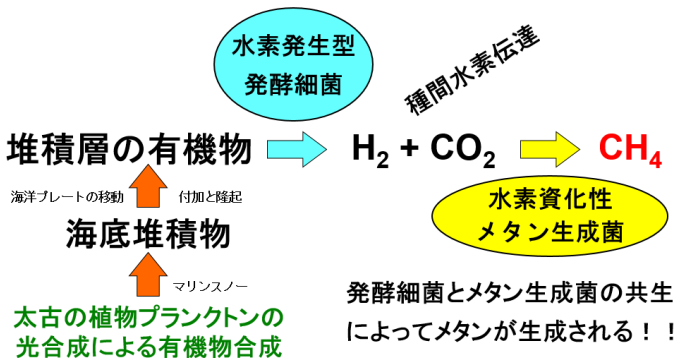 水素発生型
発酵細菌
種間水素伝達
堆積層の有機物
H2 + CO2
CH4
水素資化性
メタン生成菌
海洋プレートの移動
付加と隆起
海底堆積物
マリンスノー
太古の植物プランクトンの
光合成による有機物合成
発酵細菌とメタン生成菌の共生
によってメタンが生成される！！